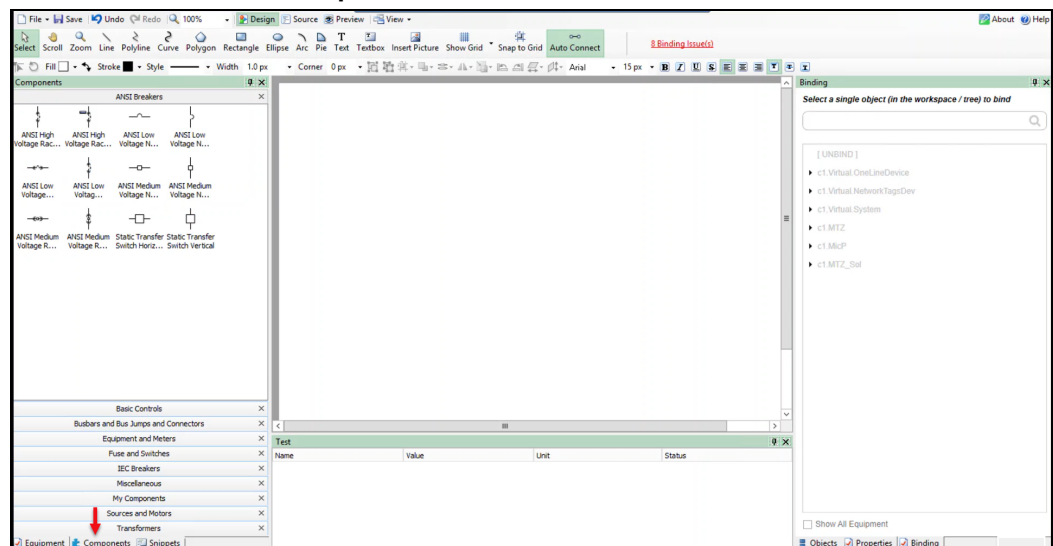 File Save Undo Redo 100% Design Source Preview View About Help
Select Scroll Zoom Line Polyline Curve Polygon Rectangle Ellipse Arc Pie Text Textbox Insert Picture Show Grid Snap to Grid Auto Connect 8 Binding Issue(s)
Fill Stroke Style Width 1.0 px Corner 0 px Arial 15 px B I U S
Components
ANSI Breakers
ANSI High Voltage Rac...
ANSI High Voltage Rac...
ANSI Low Voltage N...
ANSI Low Voltage N...
ANSI Low Voltage...
ANSI Low Voltag...
ANSI Medium Voltage N...
ANSI Medium Voltage N...
ANSI Medium Voltage R...
ANSI Medium Voltage R...
Static Transfer Switch Horiz...
Static Transfer Switch Vertical
Basic Controls
Busbars and Bus Jumps and Connectors
Equipment and Meters
Fuse and Switches
IEC Breakers
Miscellaneous
My Components
Sources and Motors
Transformers
Equipment Components Snippets
Test
Name Value Unit Status
Binding
Select a single object (in the workspace / tree) to bind
[ UNBIND ]
c1.Virtual.OneLineDevice
c1.Virtual.NetworkTagsDev
c1.Virtual.System
c1.MTZ
c1.MicP
c1.MTZ_Sol
Show All Equipment
Objects Properties Binding